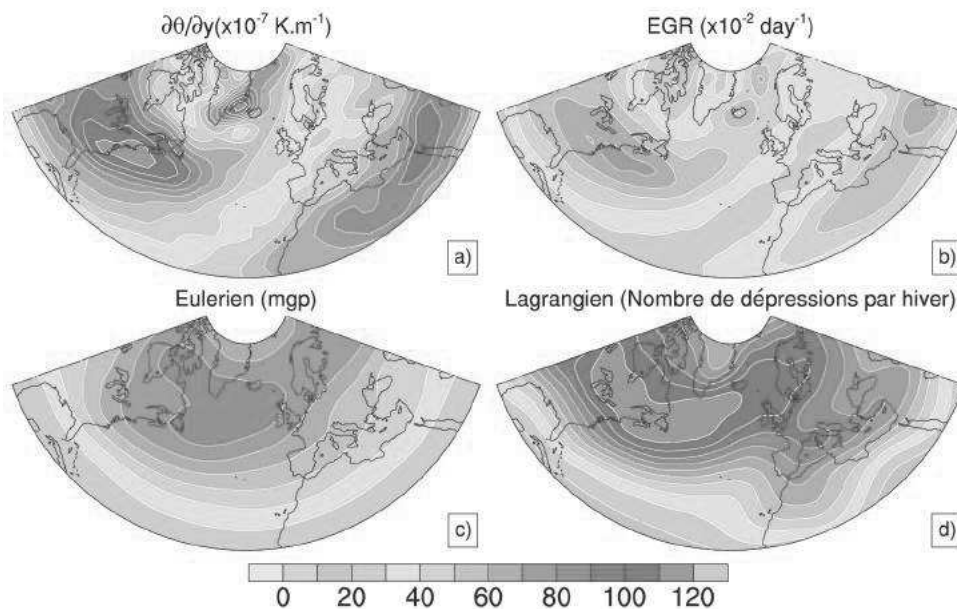 ∂θ/∂y(x10⁻⁷ K.m⁻¹)
EGR (x10⁻² day⁻¹)
a)
b)
Eulerien (mgp)
Lagrangien (Nombre de dépressions par hiver)
c)
d)
0 20 40 60 80 100 120